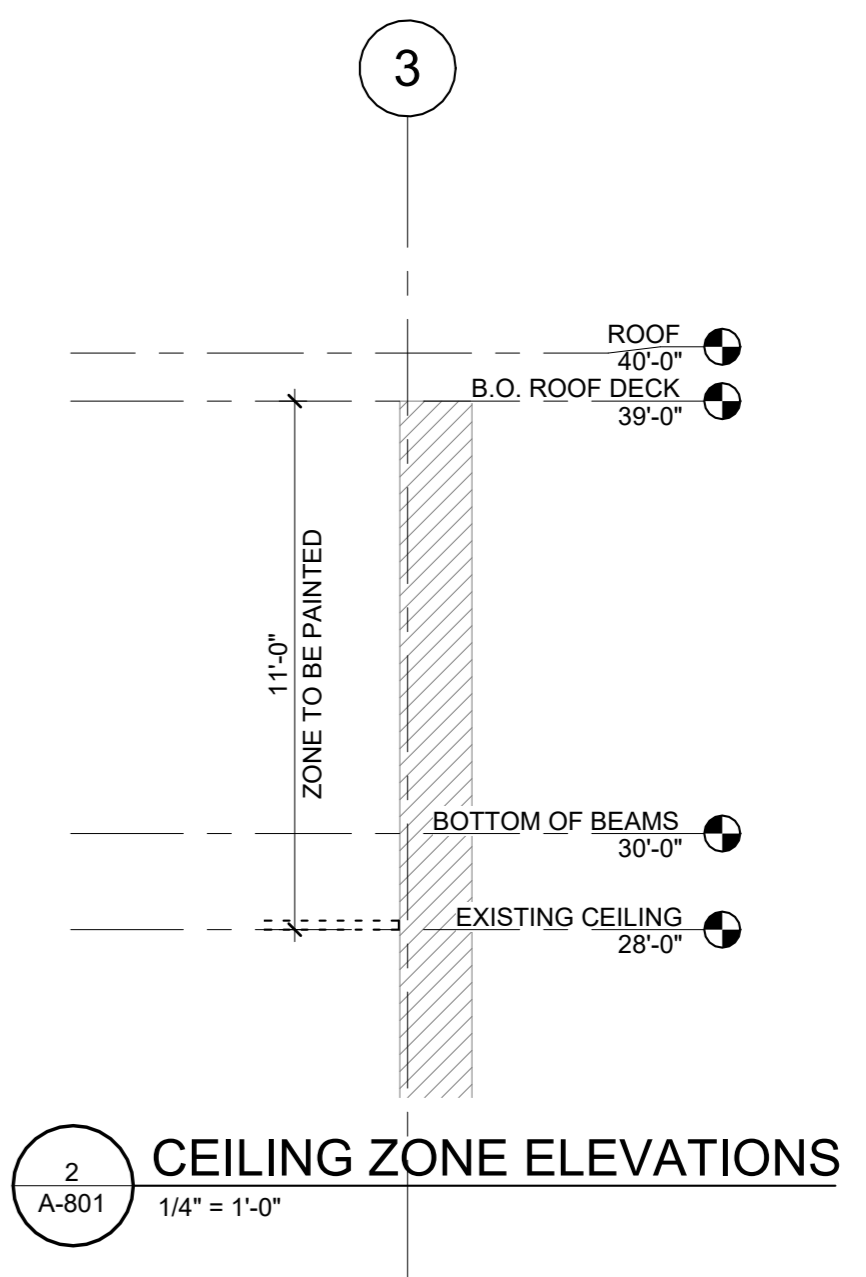 3
ROOF
40'-0"
B.O. ROOF DECK
39'-0"
11'-0"
ZONE TO BE PAINTED
BOTTOM OF BEAMS
30'-0"
EXISTING CEILING
28'-0"
2
A-801
CEILING ZONE ELEVATIONS
1/4" = 1'-0"